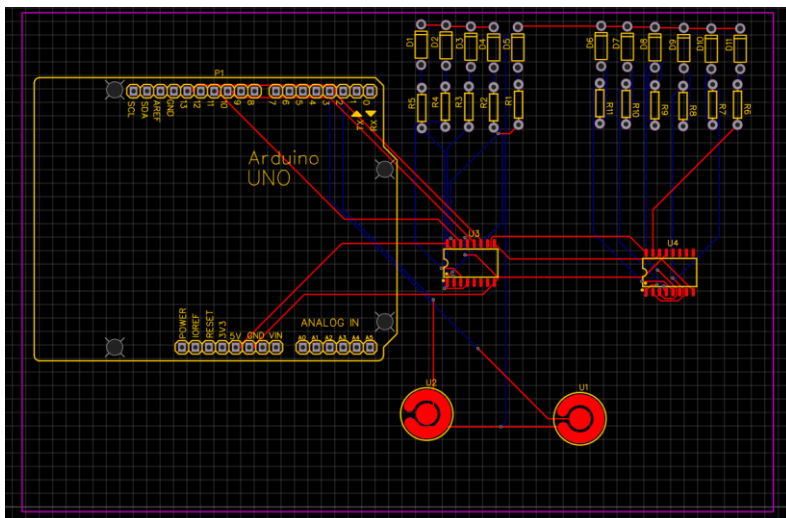 D1 D2 D3 D4 D5 D6 D7 D8 D9 D10 D11
P1
R5 R4 R3 R2 R1 R11 R10 R9 R8 R7 R6
SCL SDA AREF GND 13 12 11 10 9 8 7 6 5 4 3 2 1 0
TX RX
Arduino
UNO
U3
U4
POWER IOREF RESET 3V3 5V GND VIN
ANALOG IN
A0 A1 A2 A3 A4 A5
U2
U1